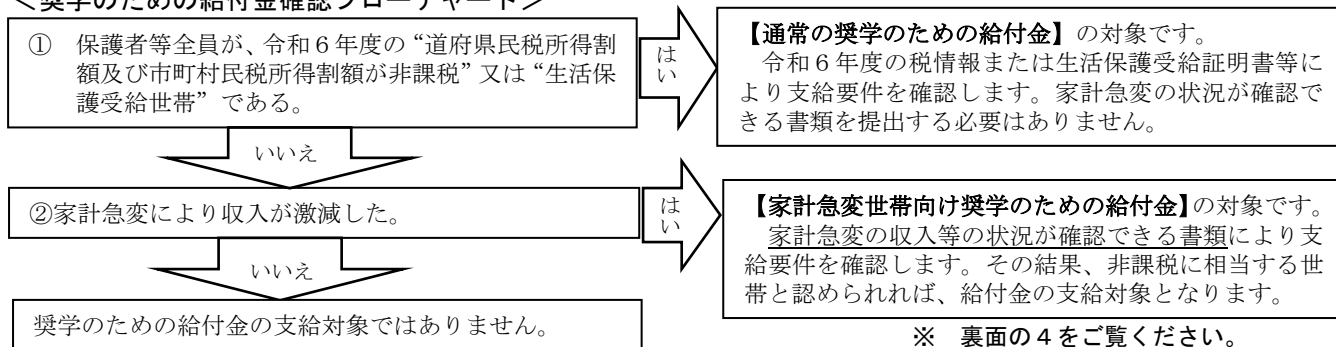 ＜奨学のための給付金確認フローチャート＞
① 保護者等全員が、令和６年度の“道府県民税所得割
額及び市町村民税所得割額が非課税”又は“生活保
護受給世帯”である。
はい
【通常の奨学のための給付金】の対象です。
令和６年度の税情報または生活保護受給証明書等に
より支給要件を確認します。家計急変の状況が確認で
きる書類を提出する必要はありません。
いいえ
②家計急変により収入が激減した。
はい
【家計急変世帯向け奨学のための給付金】の対象です。
家計急変の収入等の状況が確認できる書類により支
給要件を確認します。その結果、非課税に相当する世
帯と認められれば、給付金の支給対象となります。
いいえ
奨学のための給付金の支給対象ではありません。
※ 裏面の４をご覧ください。